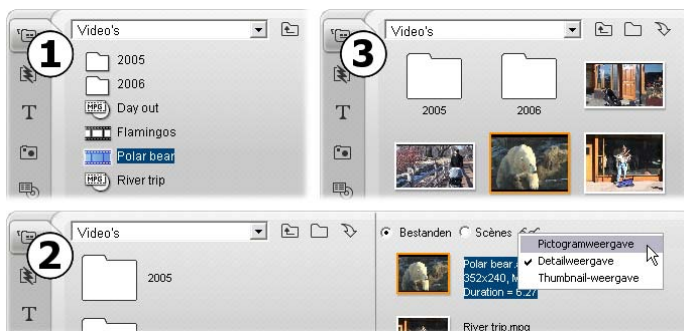 1
Video's
2005
2006
MPG Day out
Flamingos
Polar bear
MPG River trip
T
3
Video's
2005
2006
T
2
Video's
2005
T
Bestanden Scènes
Polar bear.
352x240, M
Duration = 6.27
River trip.mpg
Pictogramweergave
✓ Detailweergave
Thumbnail-weergave